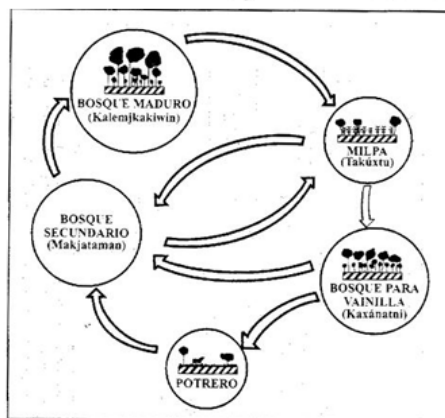 BOSQUE MADURO
(Kalemjkakiwin)
MILPA
(Takúxtu)
BOSQUE
SECUNDARIO
(Makjataman)
BOSQUE PARA
VAINILLA
(Kaxánatni)
POTRERO